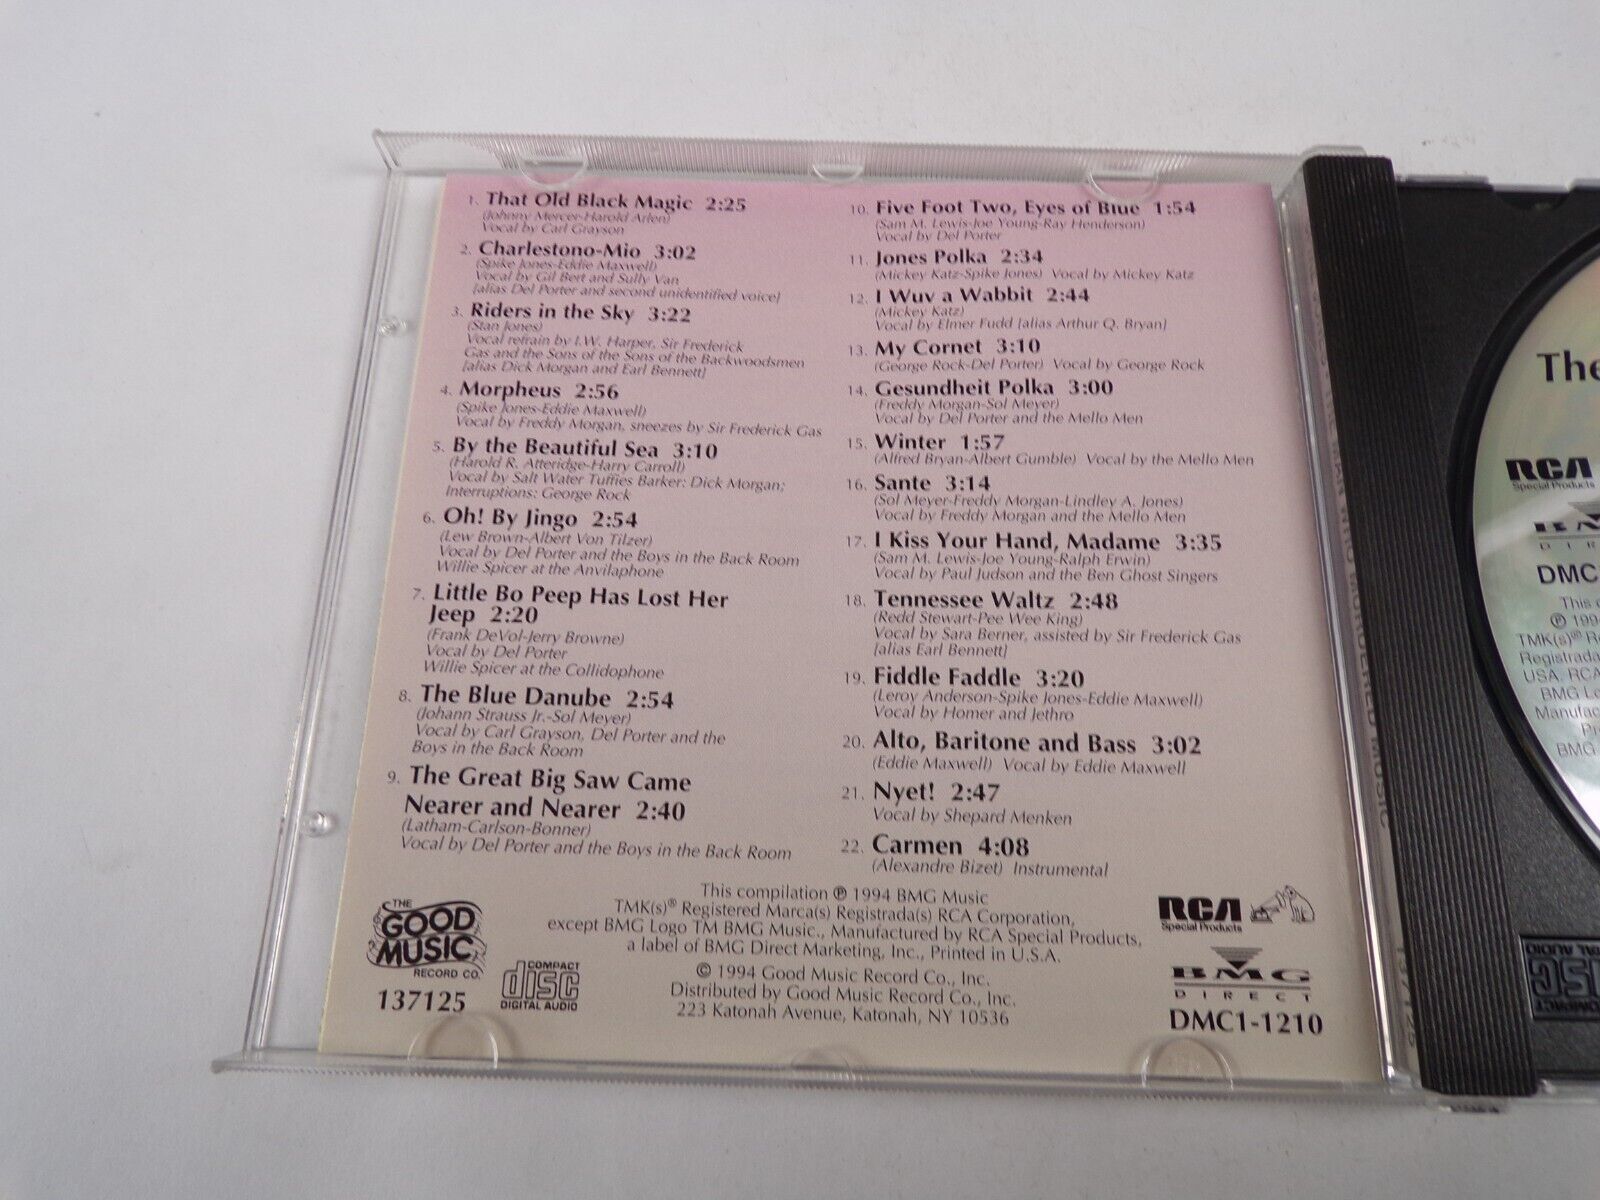 1. That Old Black Magic 2:25
(Johnny Mercer-Harold Arlen)
Vocal by Carl Grayson
2. Charlestono-Mio 3:02
(Spike Jones-Eddie Maxwell)
Vocal by Gil Bert and Sully Van
[alias Del Porter and second unidentified voice]
3. Riders in the Sky 3:22
(Stan Jones)
Vocal refrain by I.W. Harper, Sir Frederick
Gas and the Sons of the Sons of the Backwoodsmen
[alias Dick Morgan and Earl Bennett]
4. Morpheus 2:56
(Spike Jones-Eddie Maxwell)
Vocal by Freddy Morgan, sneezes by Sir Frederick Gas
5. By the Beautiful Sea 3:10
(Harold R. Atteridge-Harry Carroll)
Vocal by Salt Water Tuffies Barker: Dick Morgan;
Interruptions: George Rock
6. Oh! By Jingo 2:54
(Lew Brown-Albert Von Tilzer)
Vocal by Del Porter and the Boys in the Back Room
Willie Spicer at the Anvilaphone
7. Little Bo Peep Has Lost Her
Jeep 2:20
(Frank DeVol-Jerry Browne)
Vocal by Del Porter
Willie Spicer at the Collidophone
8. The Blue Danube 2:54
(Johann Strauss Jr.-Sol Meyer)
Vocal by Carl Grayson, Del Porter and the
Boys in the Back Room
9. The Great Big Saw Came
Nearer and Nearer 2:40
(Latham-Carlson-Bonner)
Vocal by Del Porter and the Boys in the Back Room
10. Five Foot Two, Eyes of Blue 1:54
(Sam M. Lewis-Joe Young-Ray Henderson)
Vocal by Del Porter
11. Jones Polka 2:34
(Mickey Katz-Spike Jones) Vocal by Mickey Katz
12. I Wuv a Wabbit 2:44
(Mickey Katz)
Vocal by Elmer Fudd [alias Arthur Q. Bryan]
13. My Cornet 3:10
(George Rock-Del Porter) Vocal by George Rock
14. Gesundheit Polka 3:00
(Freddy Morgan-Sol Meyer)
Vocal by Del Porter and the Mello Men
15. Winter 1:57
(Alfred Bryan-Albert Gumble) Vocal by the Mello Men
16. Sante 3:14
(Sol Meyer-Freddy Morgan-Lindley A. Jones)
Vocal by Freddy Morgan and the Mello Men
17. I Kiss Your Hand, Madame 3:35
(Sam M. Lewis-Joe Young-Ralph Erwin)
Vocal by Paul Judson and the Ben Ghost Singers
18. Tennessee Waltz 2:48
(Redd Stewart-Pee Wee King)
Vocal by Sara Berner, assisted by Sir Frederick Gas
[alias Earl Bennett]
19. Fiddle Faddle 3:20
(Leroy Anderson-Spike Jones-Eddie Maxwell)
Vocal by Homer and Jethro
20. Alto, Baritone and Bass 3:02
(Eddie Maxwell) Vocal by Eddie Maxwell
21. Nyet! 2:47
Vocal by Shepard Menken
22. Carmen 4:08
(Alexandre Bizet) Instrumental
THE
GOOD
MUSIC
RECORD CO.
137125
COMPACT
disc
DIGITAL AUDIO
This compilation ℗ 1994 BMG Music
TMK(s)® Registered Marca(s) Registrada(s) RCA Corporation,
except BMG Logo TM BMG Music., Manufactured by RCA Special Products,
a label of BMG Direct Marketing, Inc., Printed in U.S.A.
© 1994 Good Music Record Co., Inc.
Distributed by Good Music Record Co., Inc.
223 Katonah Avenue, Katonah, NY 10536
RCA
Special Products
BMG
DIRECT
DMC1-1210
The
RCA
Special Products
BMG
DIR
DMC
This
℗ 1994
TMK(s)® Re
Registrada
USA. RCA
BMG Lo
Manufac
Pr
BMG
MURDERED MUSIC
137125